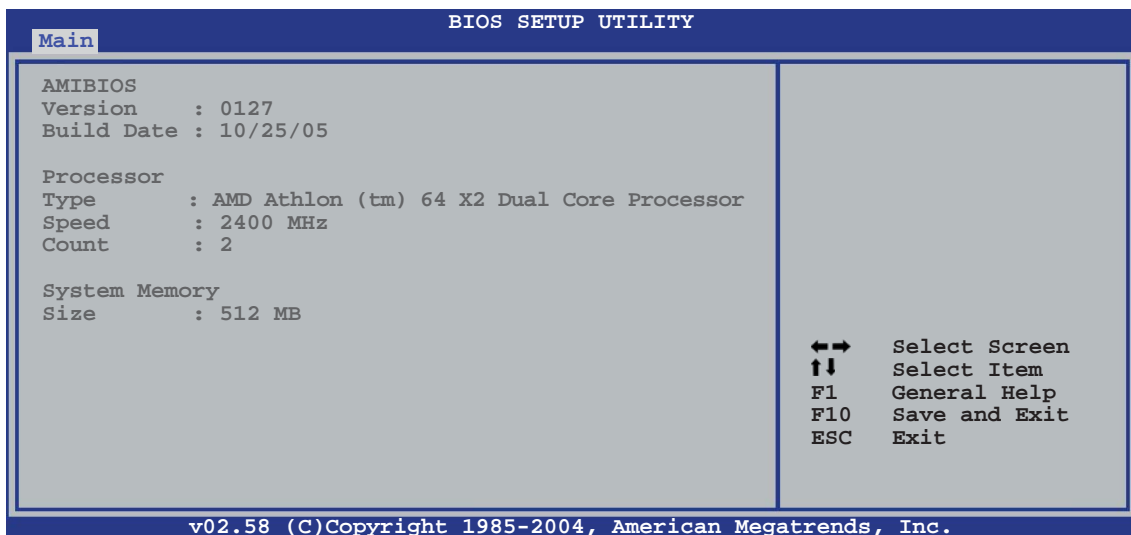 BIOS SETUP UTILITY
Main
AMIBIOS
Version : 0127
Build Date : 10/25/05
Processor
Type : AMD Athlon (tm) 64 X2 Dual Core Processor
Speed : 2400 MHz
Count : 2
System Memory
Size : 512 MB
←→ Select Screen
↑↓ Select Item
F1 General Help
F10 Save and Exit
ESC Exit
v02.58 (C)Copyright 1985-2004, American Megatrends, Inc.